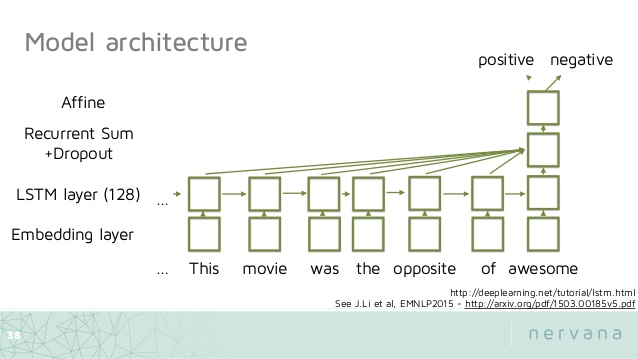 Model architecture
positive negative
Affine
Recurrent Sum
+Dropout
LSTM layer (128)
...
Embedding layer
... This movie was the opposite of awesome
http://deeplearning.net/tutorial/lstm.html
See J.Li et al, EMNLP2015 - http://arxiv.org/pdf/1503.00185v5.pdf
38
nervana